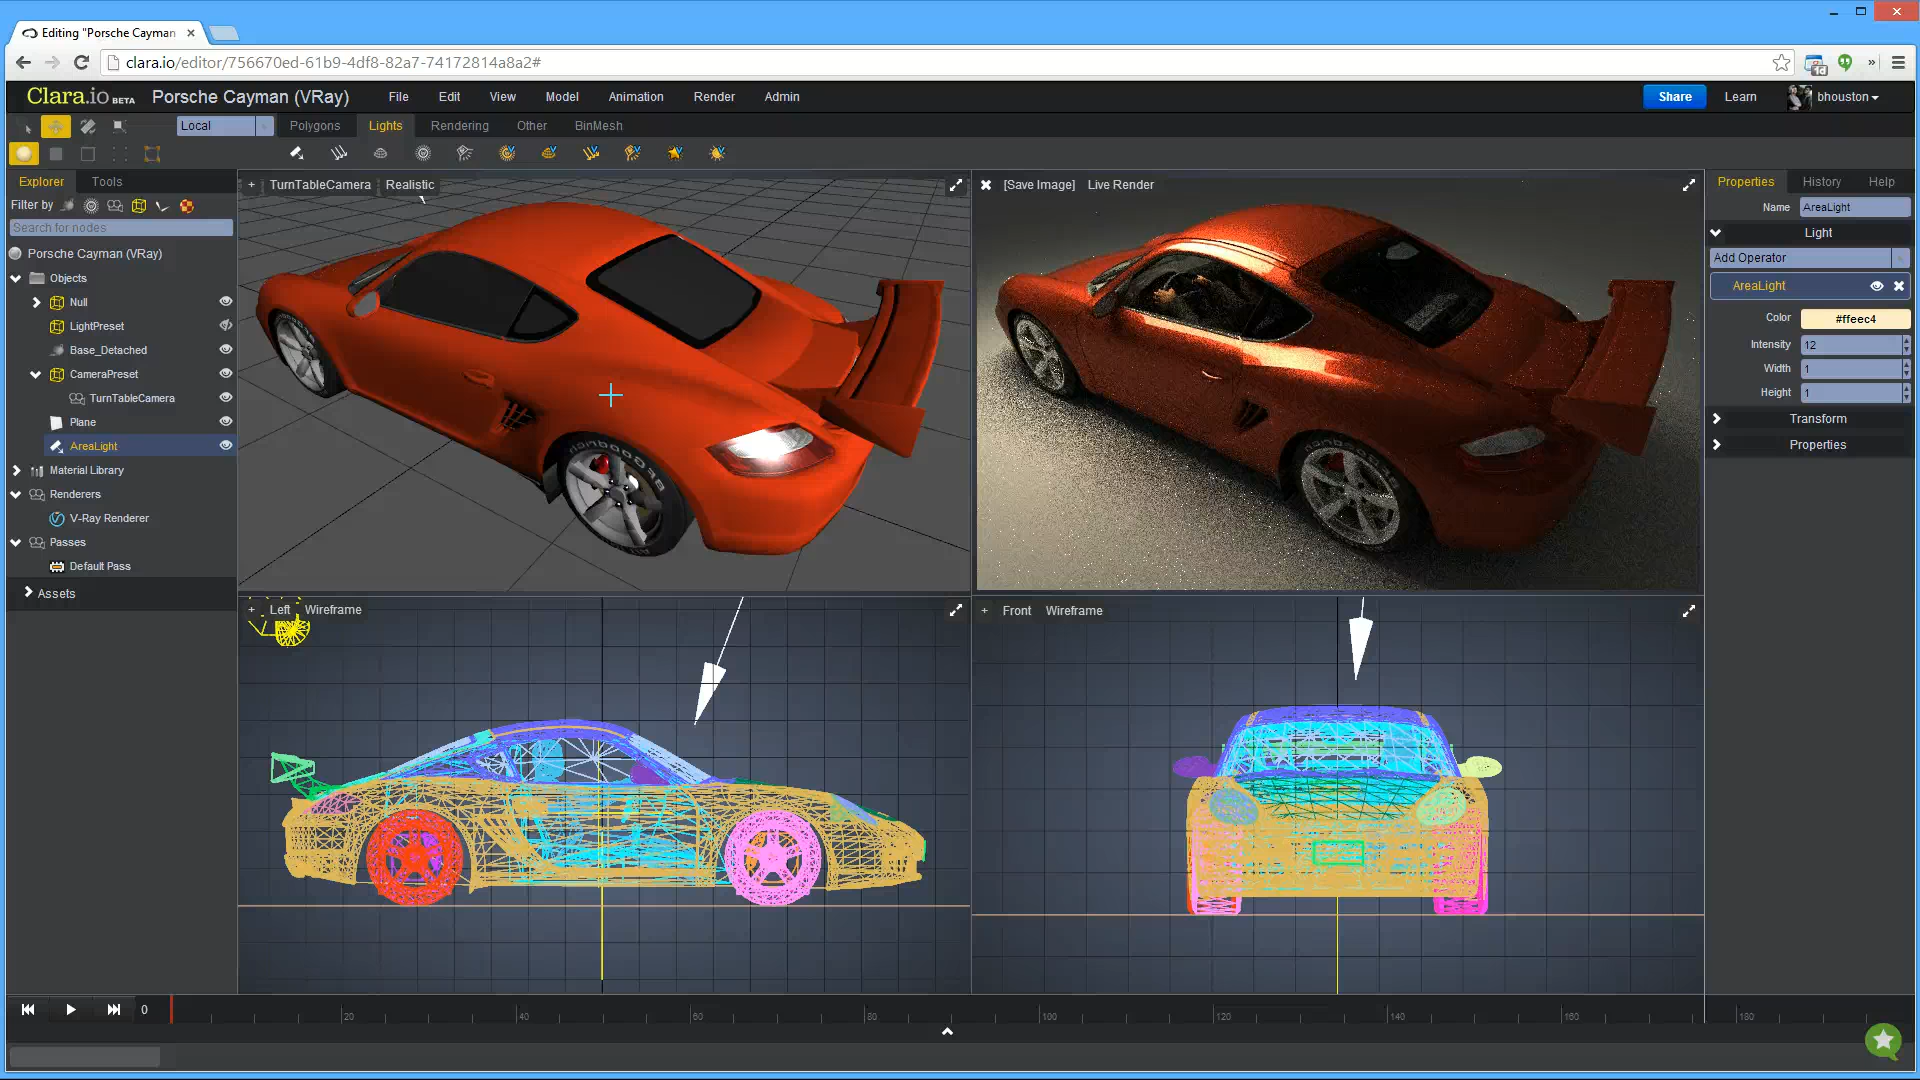 Editing "Porsche Cayman
clara.io/editor/756670ed-61b9-4df8-82a7-74172814a8a2#
Clara.io BETA Porsche Cayman (VRay) File Edit View Model Animation Render Admin Share Learn bhouston
Local Polygons Lights Rendering Other BinMesh
Explorer Tools
Filter by
Search for nodes
Porsche Cayman (VRay)
Objects
Null
LightPreset
Base_Detached
CameraPreset
TurnTableCamera
Plane
AreaLight
Material Library
Renderers
V-Ray Renderer
Passes
Default Pass
Assets
+ TurnTableCamera Realistic
[Save Image] Live Render
+ Left Wireframe
+ Front Wireframe
Properties History Help
Name AreaLight
Light
Add Operator
AreaLight
Color #ffeec4
Intensity 12
Width 1
Height 1
Transform
Properties
0 20 40 60 80 100 120 140 160 180